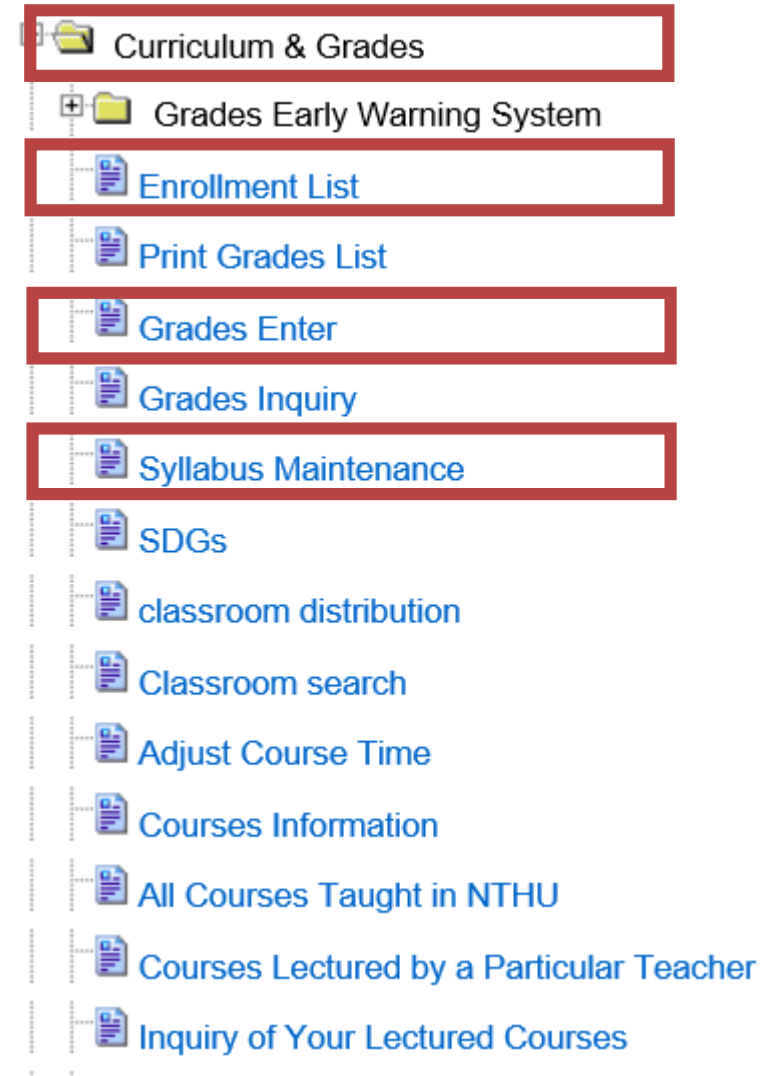 Curriculum & Grades
Grades Early Warning System
Enrollment List
Print Grades List
Grades Enter
Grades Inquiry
Syllabus Maintenance
SDGs
classroom distribution
Classroom search
Adjust Course Time
Courses Information
All Courses Taught in NTHU
Courses Lectured by a Particular Teacher
Inquiry of Your Lectured Courses